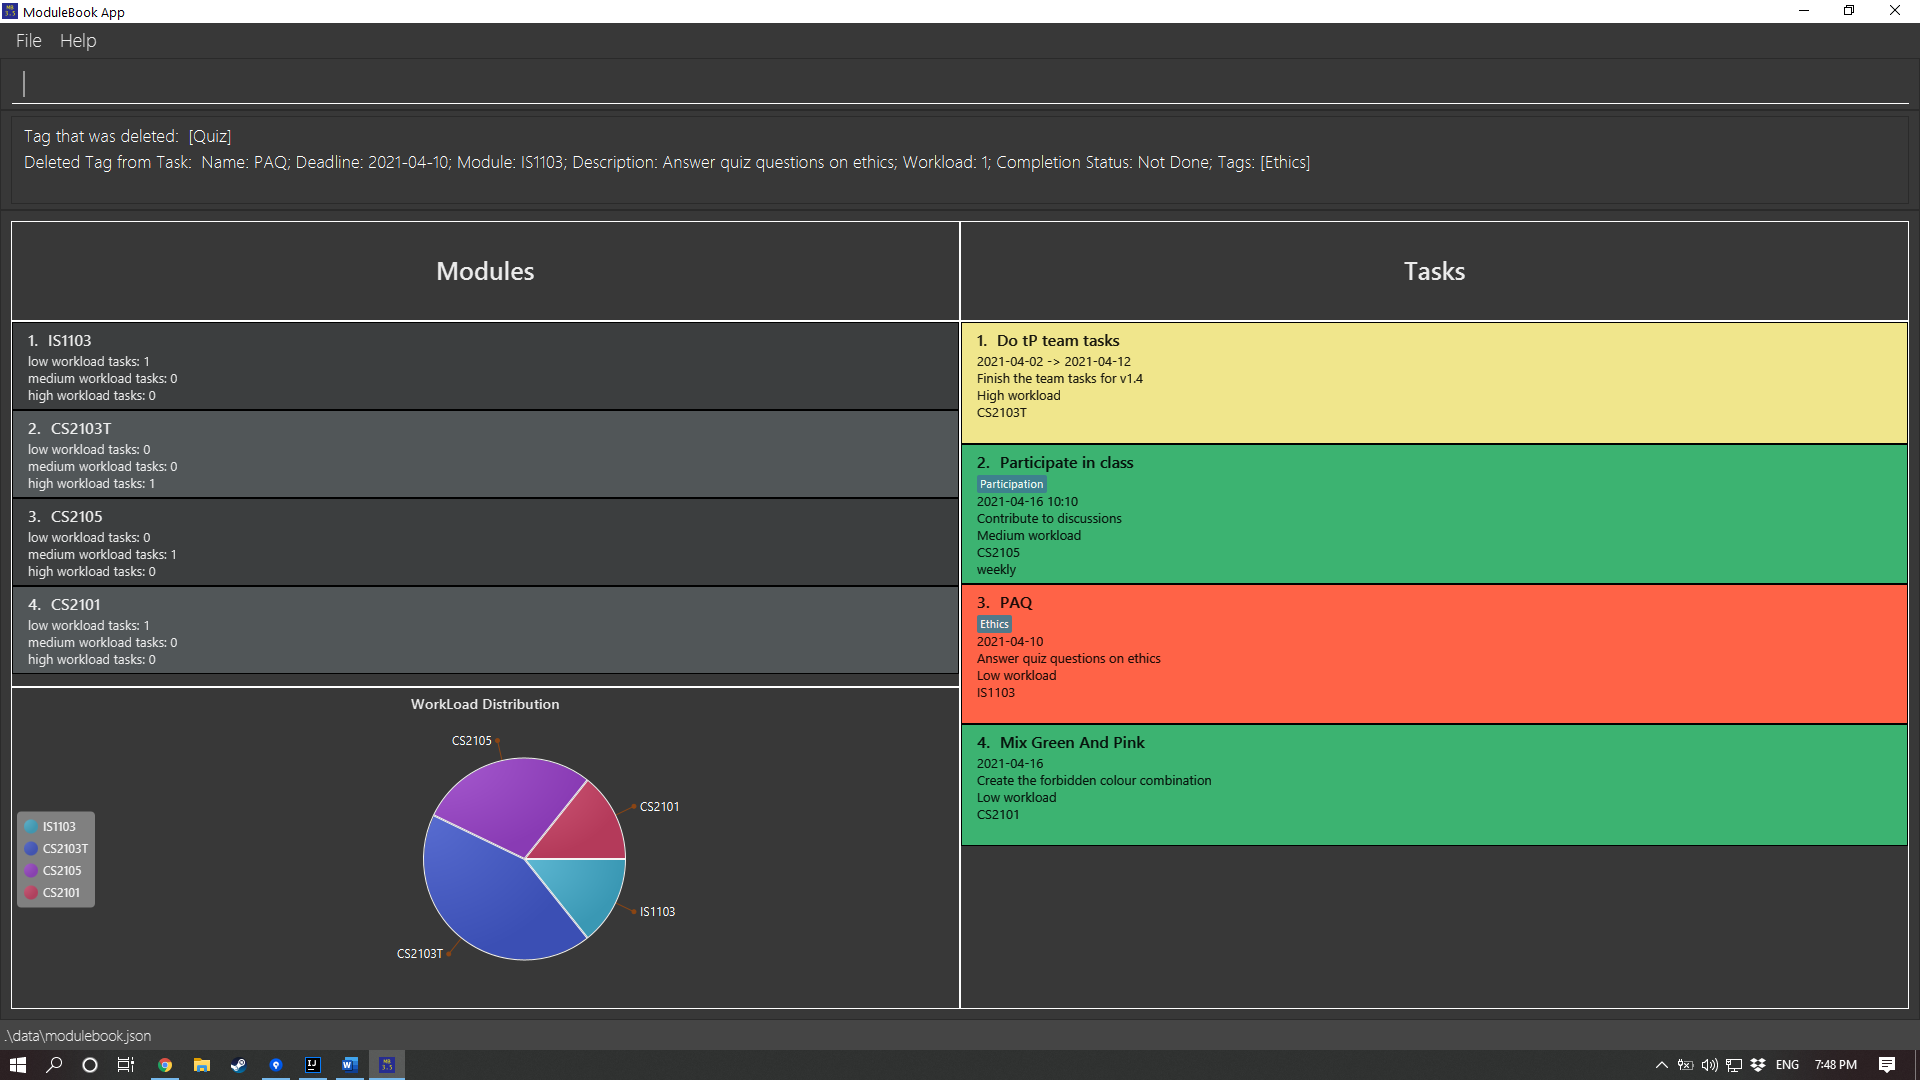 ModuleBook App
File Help
Tag that was deleted: [Quiz]
Deleted Tag from Task: Name: PAQ; Deadline: 2021-04-10; Module: IS1103; Description: Answer quiz questions on ethics; Workload: 1; Completion Status: Not Done; Tags: [Ethics]
Modules
1. IS1103
low workload tasks: 1
medium workload tasks: 0
high workload tasks: 0
2. CS2103T
low workload tasks: 0
medium workload tasks: 0
high workload tasks: 1
3. CS2105
low workload tasks: 0
medium workload tasks: 1
high workload tasks: 0
4. CS2101
low workload tasks: 1
medium workload tasks: 0
high workload tasks: 0
WorkLoad Distribution
CS2105
CS2101
IS1103
CS2103T
IS1103
CS2103T
CS2105
CS2101
Tasks
1. Do tP team tasks
2021-04-02 -> 2021-04-12
Finish the team tasks for v1.4
High workload
CS2103T
2. Participate in class
Participation
2021-04-16 10:10
Contribute to discussions
Medium workload
CS2105
weekly
3. PAQ
Ethics
2021-04-10
Answer quiz questions on ethics
Low workload
IS1103
4. Mix Green And Pink
2021-04-16
Create the forbidden colour combination
Low workload
CS2101
.\data\modulebook.json
ENG
7:48 PM